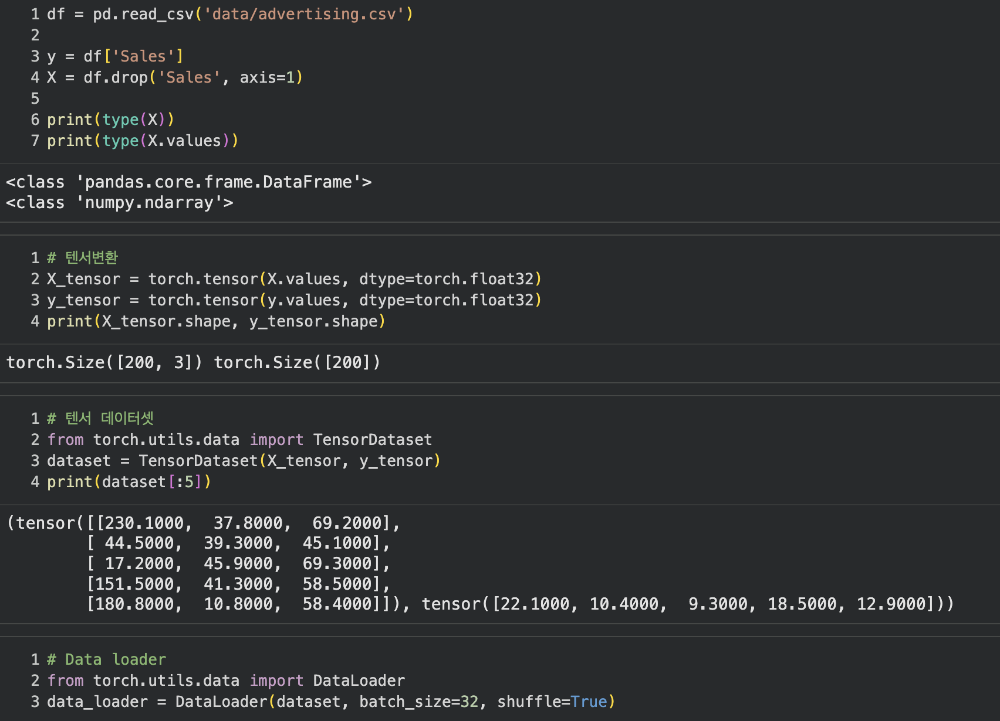 1 df = pd.read_csv('data/advertising.csv')
2
3 y = df['Sales']
4 X = df.drop('Sales', axis=1)
5
6 print(type(X))
7 print(type(X.values))
<class 'pandas.core.frame.DataFrame'>
<class 'numpy.ndarray'>
1 # 텐서변환
2 X_tensor = torch.tensor(X.values, dtype=torch.float32)
3 y_tensor = torch.tensor(y.values, dtype=torch.float32)
4 print(X_tensor.shape, y_tensor.shape)
torch.Size([200, 3]) torch.Size([200])
1 # 텐서 데이터셋
2 from torch.utils.data import TensorDataset
3 dataset = TensorDataset(X_tensor, y_tensor)
4 print(dataset[:5])
(tensor([[230.1000,  37.8000,  69.2000],
        [ 44.5000,  39.3000,  45.1000],
        [ 17.2000,  45.9000,  69.3000],
        [151.5000,  41.3000,  58.5000],
        [180.8000,  10.8000,  58.4000]]), tensor([22.1000, 10.4000,  9.3000, 18.5000, 12.9000]))
1 # Data loader
2 from torch.utils.data import DataLoader
3 data_loader = DataLoader(dataset, batch_size=32, shuffle=True)